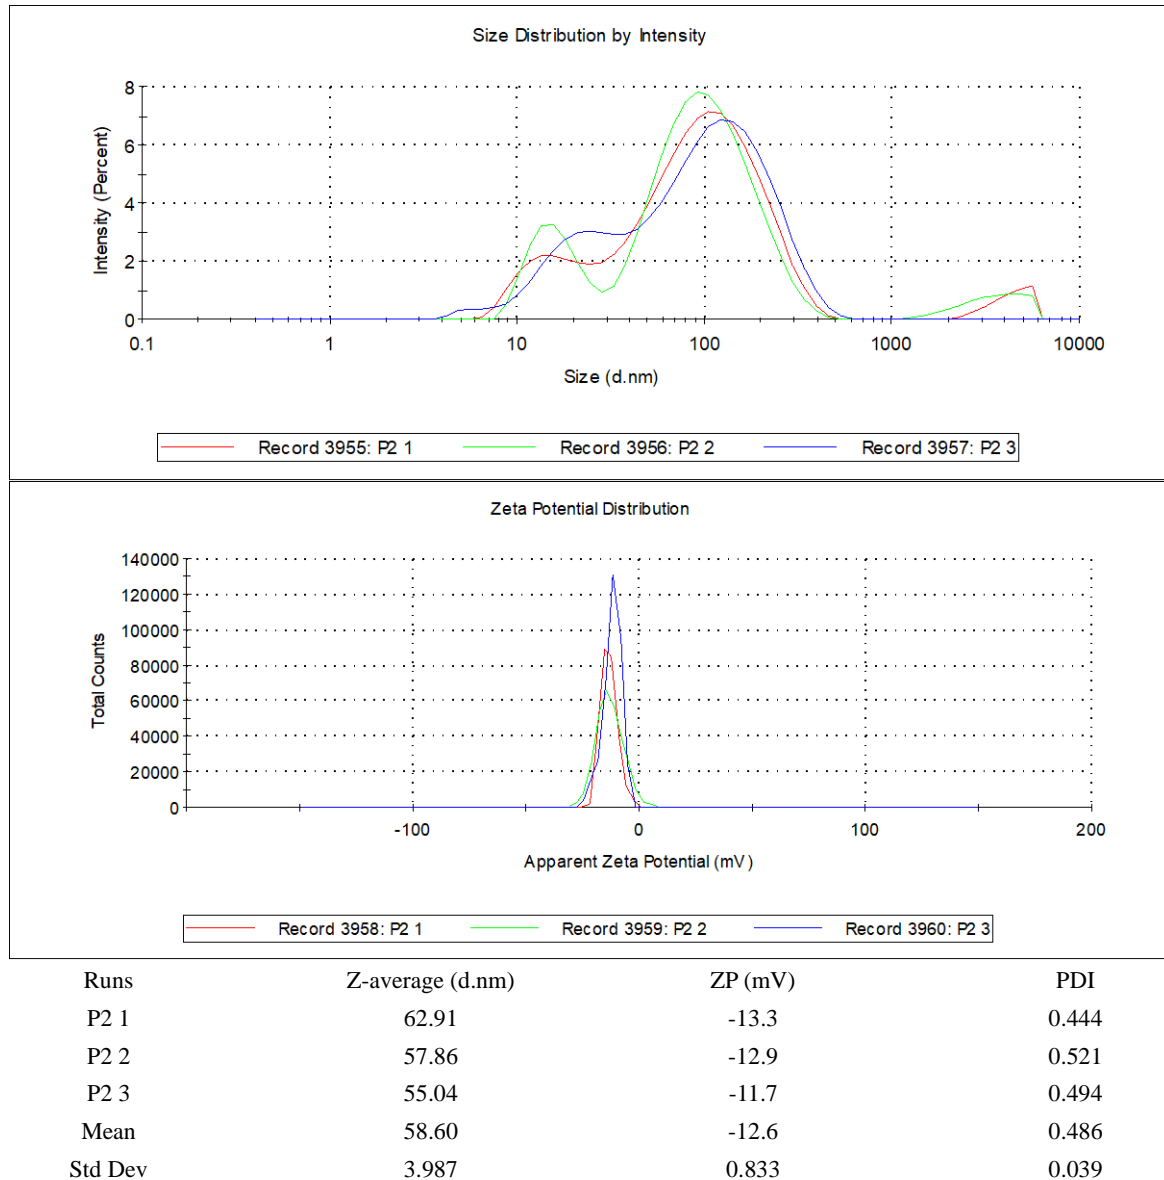 Size Distribution by Intensity
8
6
4
2
0
Intensity (Percent)
0.1 1 10 100 1000 10000
Size (d.nm)
Record 3955: P2 1 Record 3956: P2 2 Record 3957: P2 3
Zeta Potential Distribution
140000
120000
100000
80000
60000
40000
20000
0
Total Counts
-100 0 100 200
Apparent Zeta Potential (mV)
Record 3958: P2 1 Record 3959: P2 2 Record 3960: P2 3
Runs Z-average (d.nm) ZP (mV) PDI
P2 1 62.91 -13.3 0.444
P2 2 57.86 -12.9 0.521
P2 3 55.04 -11.7 0.494
Mean 58.60 -12.6 0.486
Std Dev 3.987 0.833 0.039